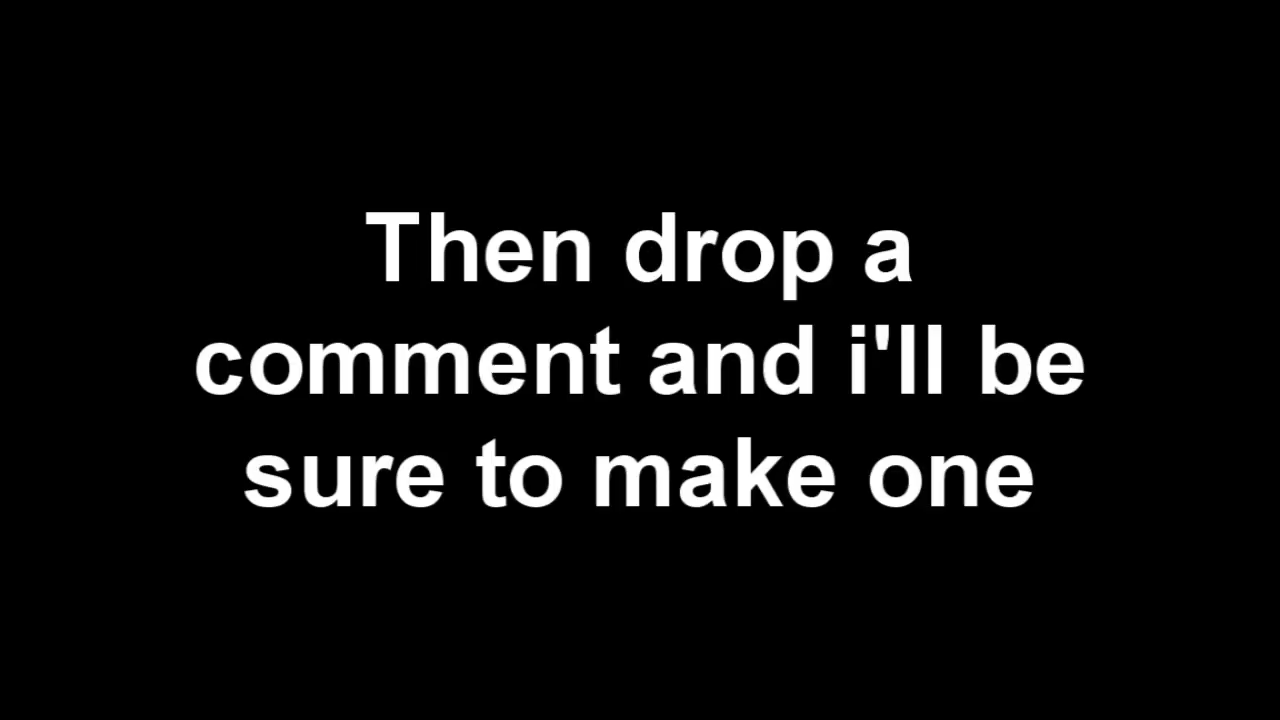 Then drop a
comment and i'll be
sure to make one